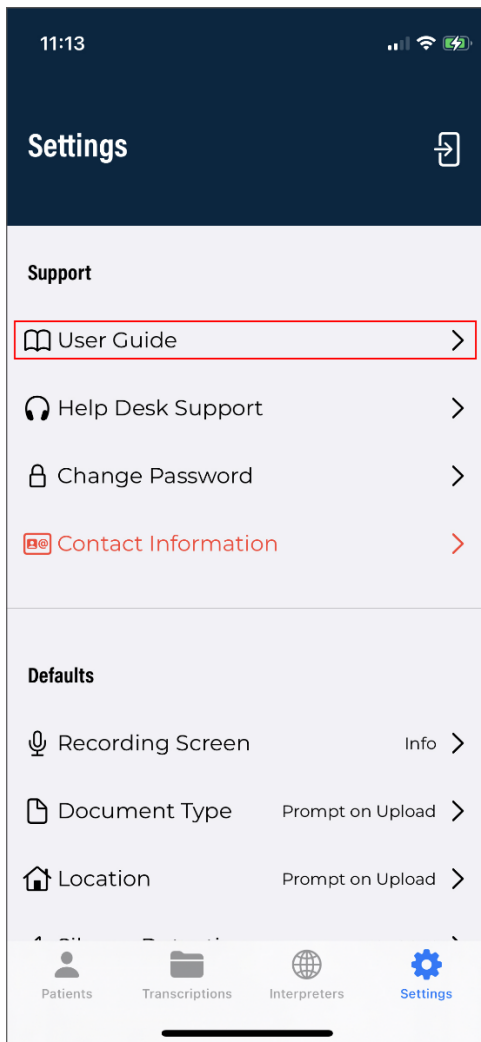 11:13
Settings
Support
User Guide
Help Desk Support
Change Password
Contact Information
Defaults
Recording Screen Info
Document Type Prompt on Upload
Location Prompt on Upload
Patients Transcriptions Interpreters Settings